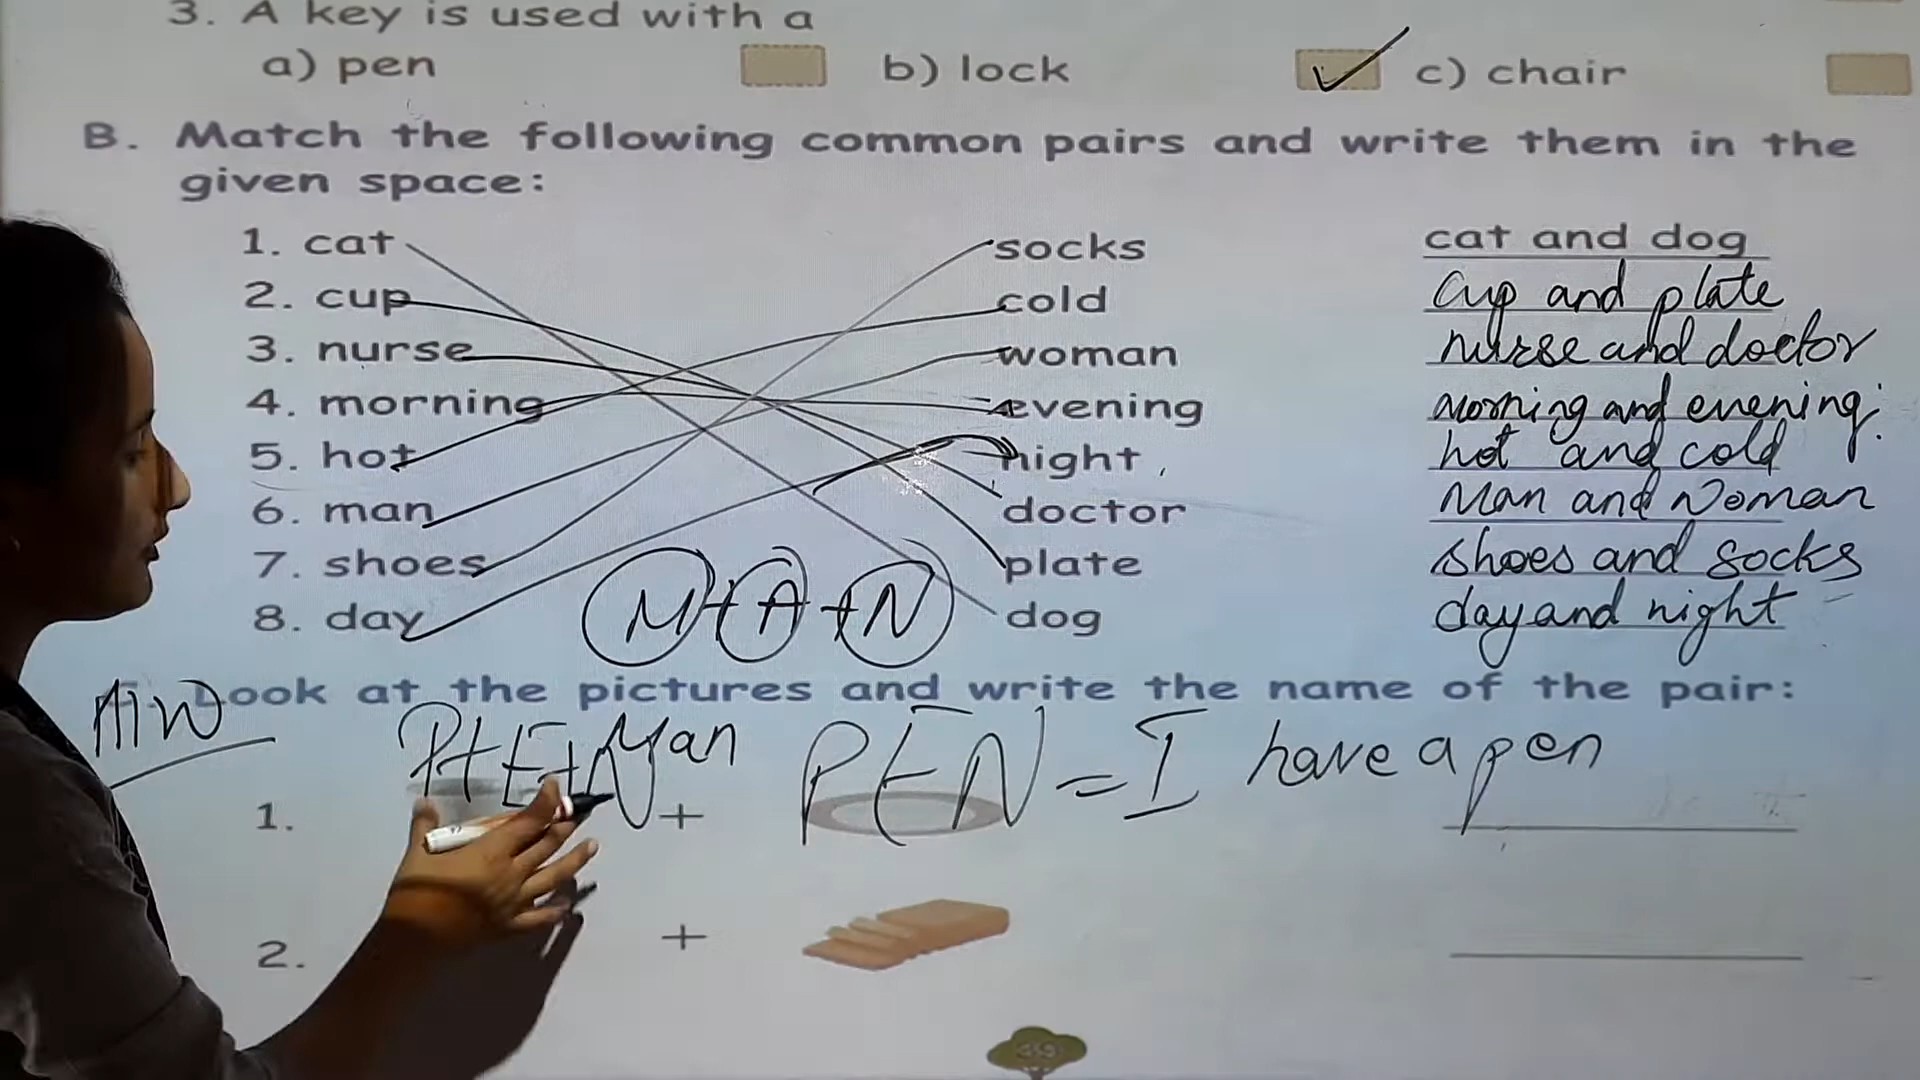 3. A key is used with a
a) pen b) lock c) chair
B. Match the following common pairs and write them in the
given space:
1. cat socks cat and dog
2. cup cold Cup and plate
3. nurse woman nurse and doctor
4. morning evening morning and evening.
5. hot night hot and cold
6. man doctor Man and Woman
7. shoes plate shoes and socks
8. day dog day and night
M+A+N
Look at the pictures and write the name of the pair:
Man
P+E+N PEN = I have a pen
1. +
2. +
39